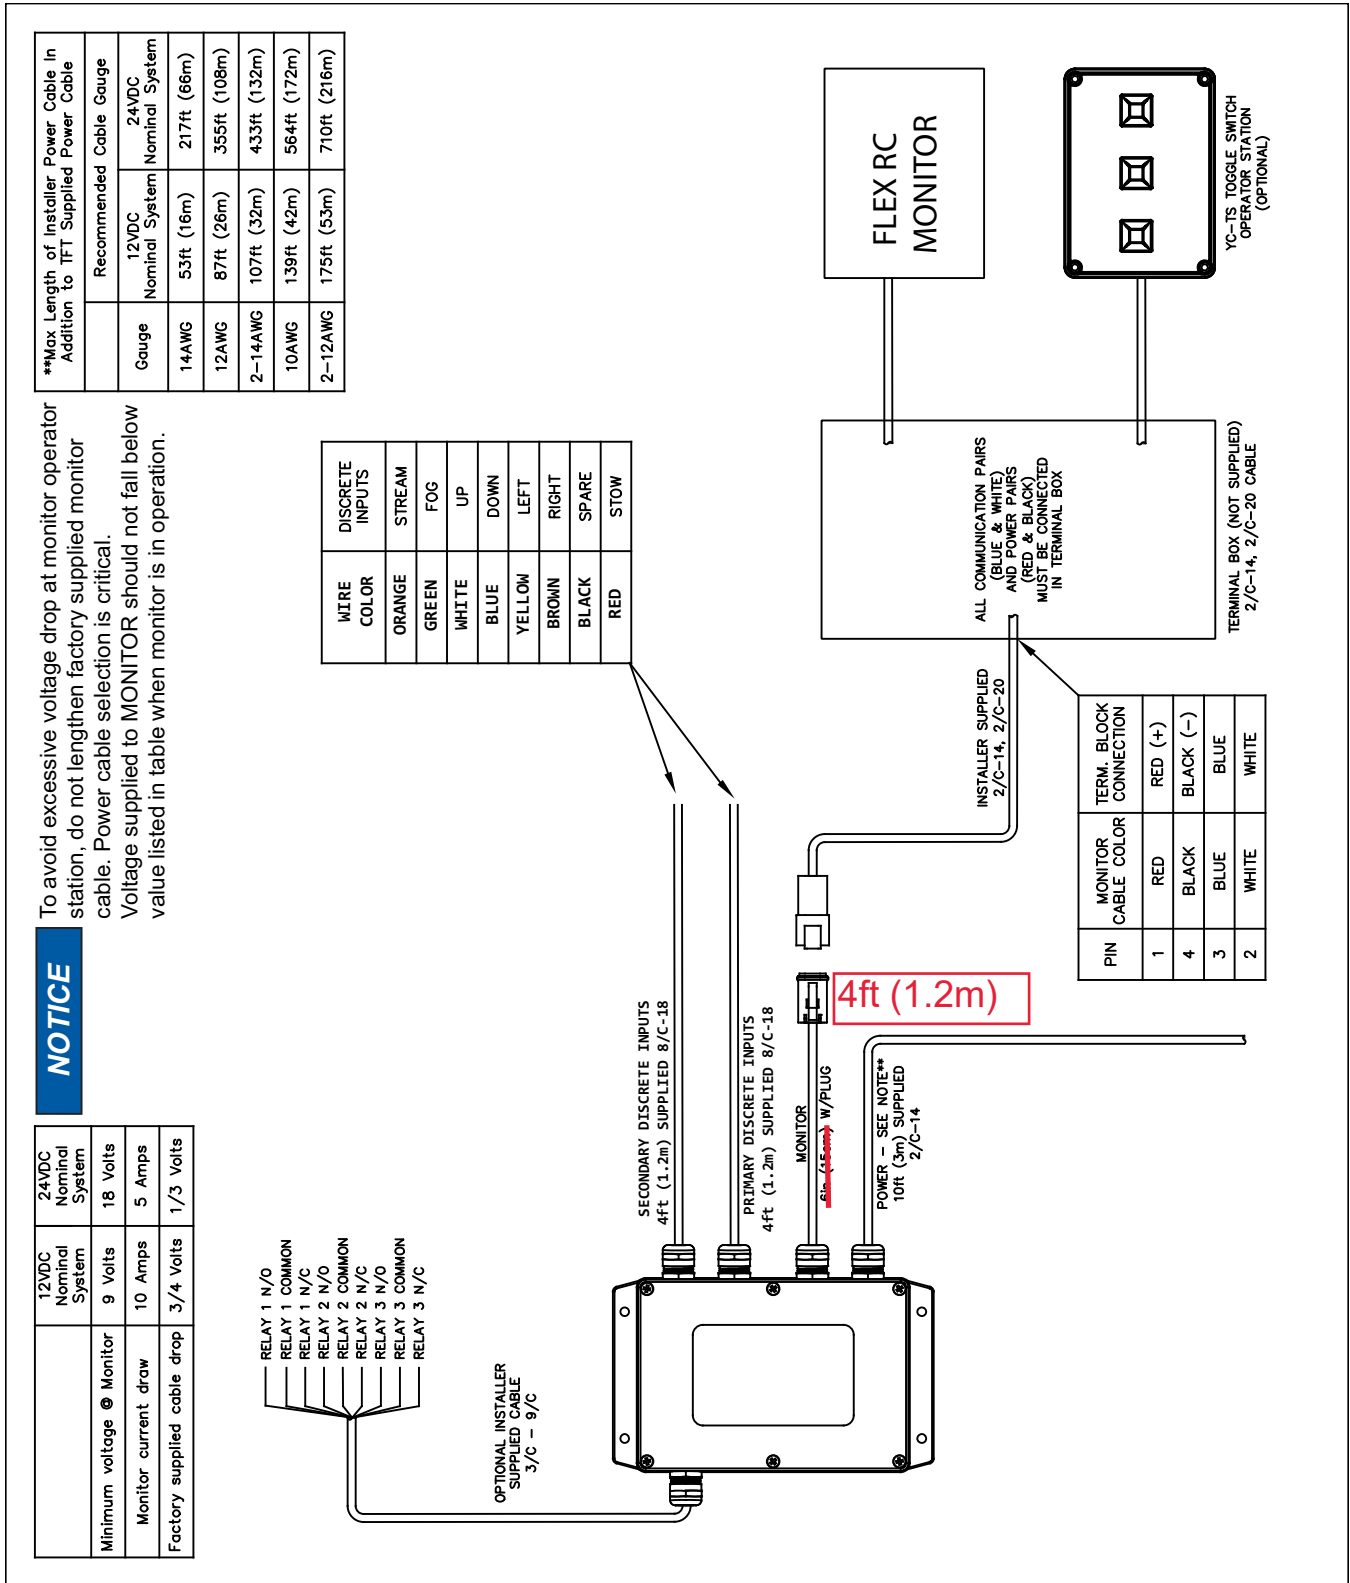 12VDC Nominal System | 24VDC Nominal System
Minimum voltage @ Monitor | 9 Volts | 18 Volts
Monitor current draw | 10 Amps | 5 Amps
Factory supplied cable drop | 3/4 Volts | 1/3 Volts
NOTICE
To avoid excessive voltage drop at monitor operator
station, do not lengthen factory supplied monitor
cable. Power cable selection is critical.
Voltage supplied to MONITOR should not fall below
value listed in table when monitor is in operation.
**Max Length of Installer Power Cable In
Addition to TFT Supplied Power Cable
Recommended Cable Gauge
Gauge | 12VDC Nominal System | 24VDC Nominal System
14AWG | 53ft (16m) | 217ft (66m)
12AWG | 87ft (26m) | 355ft (108m)
2-14AWG | 107ft (32m) | 433ft (132m)
10AWG | 139ft (42m) | 564ft (172m)
2-12AWG | 175ft (53m) | 710ft (216m)
RELAY 1 N/O
RELAY 1 COMMON
RELAY 1 N/C
RELAY 2 N/O
RELAY 2 COMMON
RELAY 2 N/C
RELAY 3 N/O
RELAY 3 COMMON
RELAY 3 N/C
OPTIONAL INSTALLER
SUPPLIED CABLE
3/C - 9/C
WIRE COLOR | DISCRETE INPUTS
ORANGE | STREAM
GREEN | FOG
WHITE | UP
BLUE | DOWN
YELLOW | LEFT
BROWN | RIGHT
BLACK | SPARE
RED | STOW
SECONDARY DISCRETE INPUTS
4ft (1.2m) SUPPLIED 8/C-18
PRIMARY DISCRETE INPUTS
4ft (1.2m) SUPPLIED 8/C-18
MONITOR
6in (15cm) W/PLUG
4ft (1.2m)
POWER - SEE NOTE**
10ft (3m) SUPPLIED
2/C-14
INSTALLER SUPPLIED
2/C-14, 2/C-20
PIN | MONITOR CABLE COLOR | TERM. BLOCK CONNECTION
1 | RED | RED (+)
4 | BLACK | BLACK (-)
3 | BLUE | BLUE
2 | WHITE | WHITE
ALL COMMUNICATION PAIRS
(BLUE & WHITE)
AND POWER PAIRS
(RED & BLACK)
MUST BE CONNECTED
IN TERMINAL BOX
TERMINAL BOX (NOT SUPPLIED)
2/C-14, 2/C-20 CABLE
FLEX RC
MONITOR
YC-TS TOGGLE SWITCH
OPERATOR STATION
(OPTIONAL)